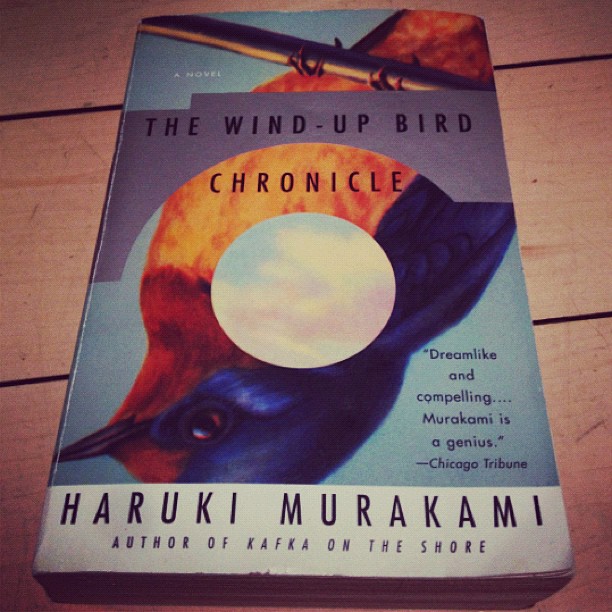 A NOVEL
THE WIND-UP BIRD
CHRONICLE
“Dreamlike
and
compelling....
Murakami is
a genius.”
—Chicago Tribune
HARUKI MURAKAMI
AUTHOR OF KAFKA ON THE SHORE